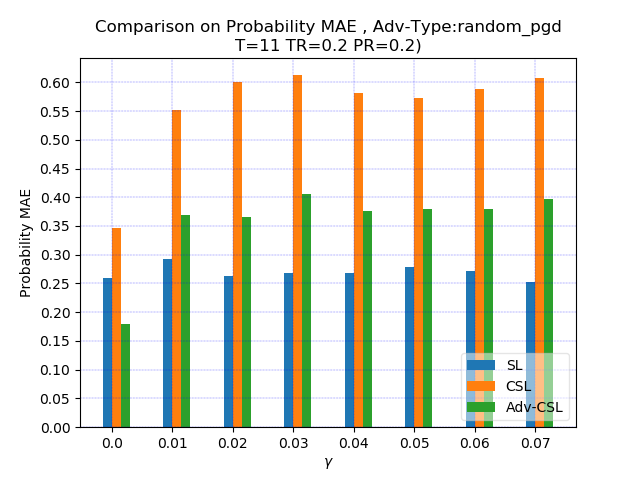 Comparison on Probability MAE , Adv-Type:random_pgd
T=11 TR=0.2 PR=0.2)
Probability MAE
0.60
0.55
0.50
0.45
0.40
0.35
0.30
0.25
0.20
0.15
0.10
0.05
0.00
SL
CSL
Adv-CSL
0.0 0.01 0.02 0.03 0.04 0.05 0.06 0.07
γ